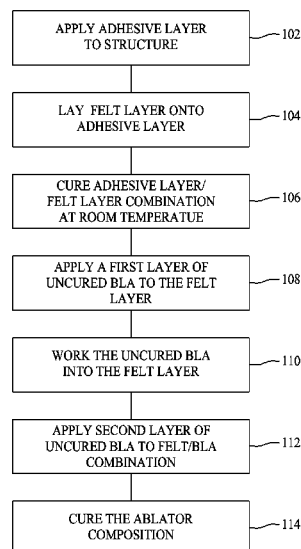 APPLY ADHESIVE LAYER
TO STRUCTURE
102
LAY FELT LAYER ONTO
ADHESIVE LAYER
104
CURE ADHESIVE LAYER/
FELT LAYER COMBINATION
AT ROOM TEMPERATUE
106
APPLY A FIRST LAYER OF
UNCURED BLA TO THE FELT
LAYER
108
WORK THE UNCURED BLA
INTO THE FELT LAYER
110
APPLY SECOND LAYER OF
UNCURED BLA TO FELT/BLA
COMBINATION
112
CURE THE ABLATOR
COMPOSITION
114